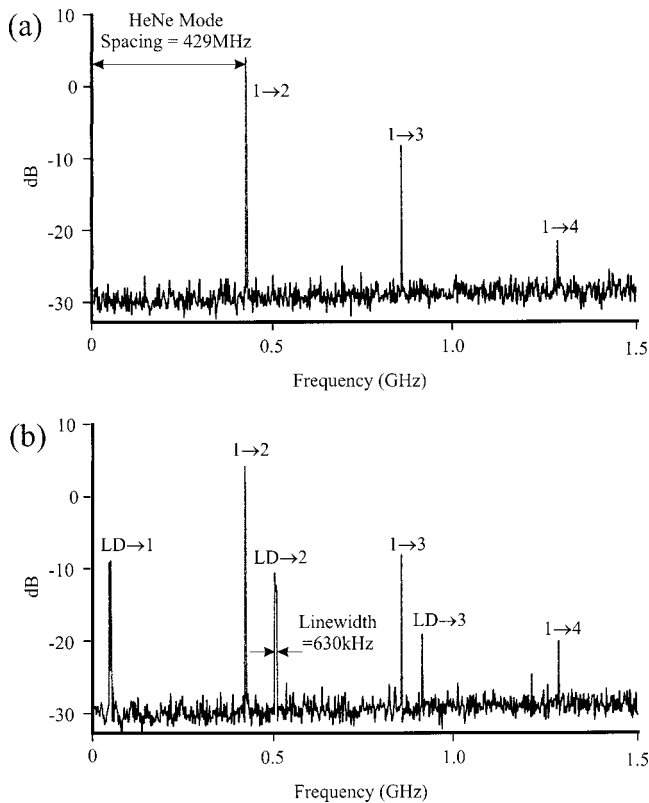 (a)
HeNe Mode
Spacing = 429MHz
10
0
-10
-20
-30
dB
1→2
1→3
1→4
0
0.5
1.0
1.5
Frequency (GHz)
(b)
10
0
-10
-20
-30
dB
1→2
LD→1
LD→2
1→3
Linewidth
=630kHz
LD→3
1→4
0
0.5
1.0
1.5
Frequency (GHz)